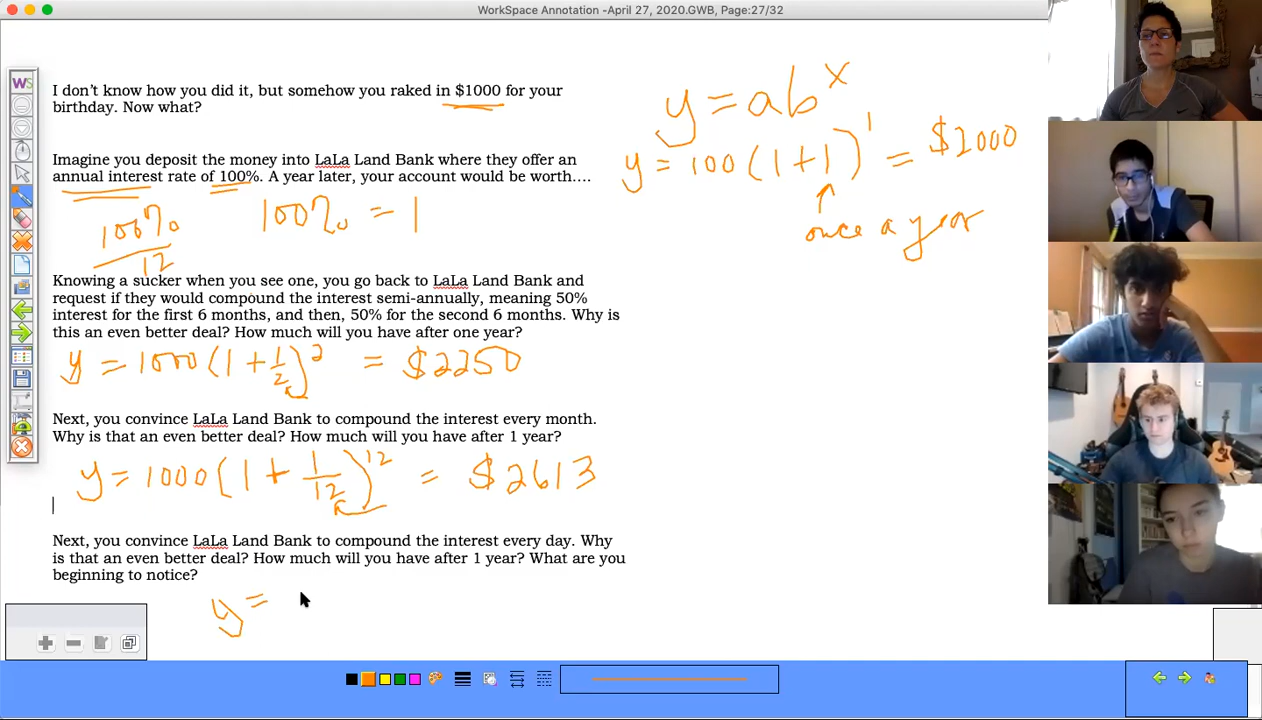 WorkSpace Annotation -April 27, 2020.GWB, Page:27/32
WS
I don't know how you did it, but somehow you raked in $1000 for your
birthday. Now what?
Imagine you deposit the money into LaLa Land Bank where they offer an
annual interest rate of 100%. A year later, your account would be worth....
100%
12
100% = 1
y = ab^x
y = 100(1+1)^1 = $2000
once a year
Knowing a sucker when you see one, you go back to LaLa Land Bank and
request if they would compound the interest semi-annually, meaning 50%
interest for the first 6 months, and then, 50% for the second 6 months. Why is
this an even better deal? How much will you have after one year?
y = 1000(1+1/2)^2 = $2250
Next, you convince LaLa Land Bank to compound the interest every month.
Why is that an even better deal? How much will you have after 1 year?
y = 1000(1+1/12)^12 = $2613
Next, you convince LaLa Land Bank to compound the interest every day. Why
is that an even better deal? How much will you have after 1 year? What are you
beginning to notice?
y =